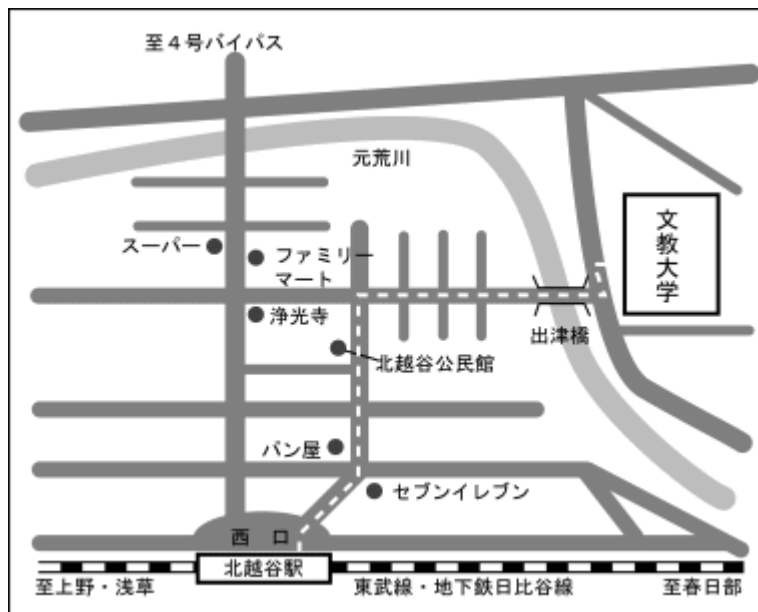 至４号バイパス
元荒川
文教大学
スーパー
ファミリー
マート
浄光寺
出津橋
北越谷公民館
パン屋
セブンイレブン
西　口
北越谷駅
至上野・浅草
東武線・地下鉄日比谷線
至春日部